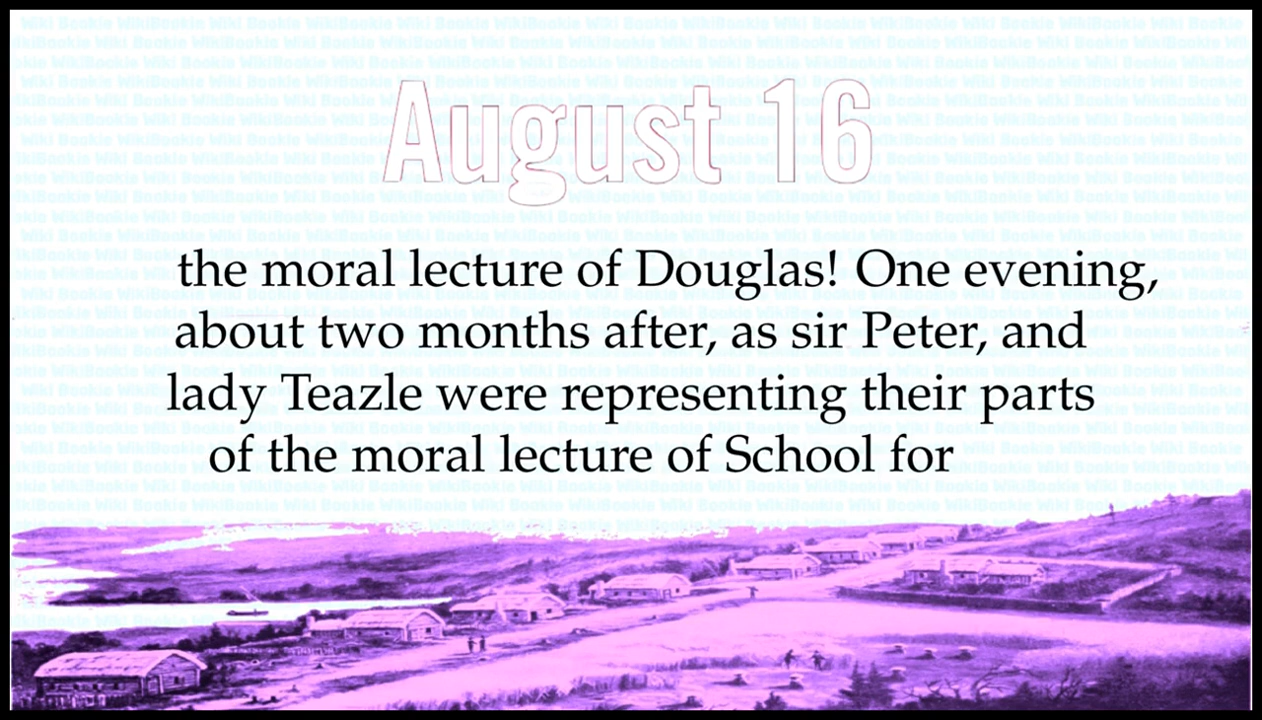 August 16
the moral lecture of Douglas! One evening,
about two months after, as sir Peter, and
lady Teazle were representing their parts
of the moral lecture of School for